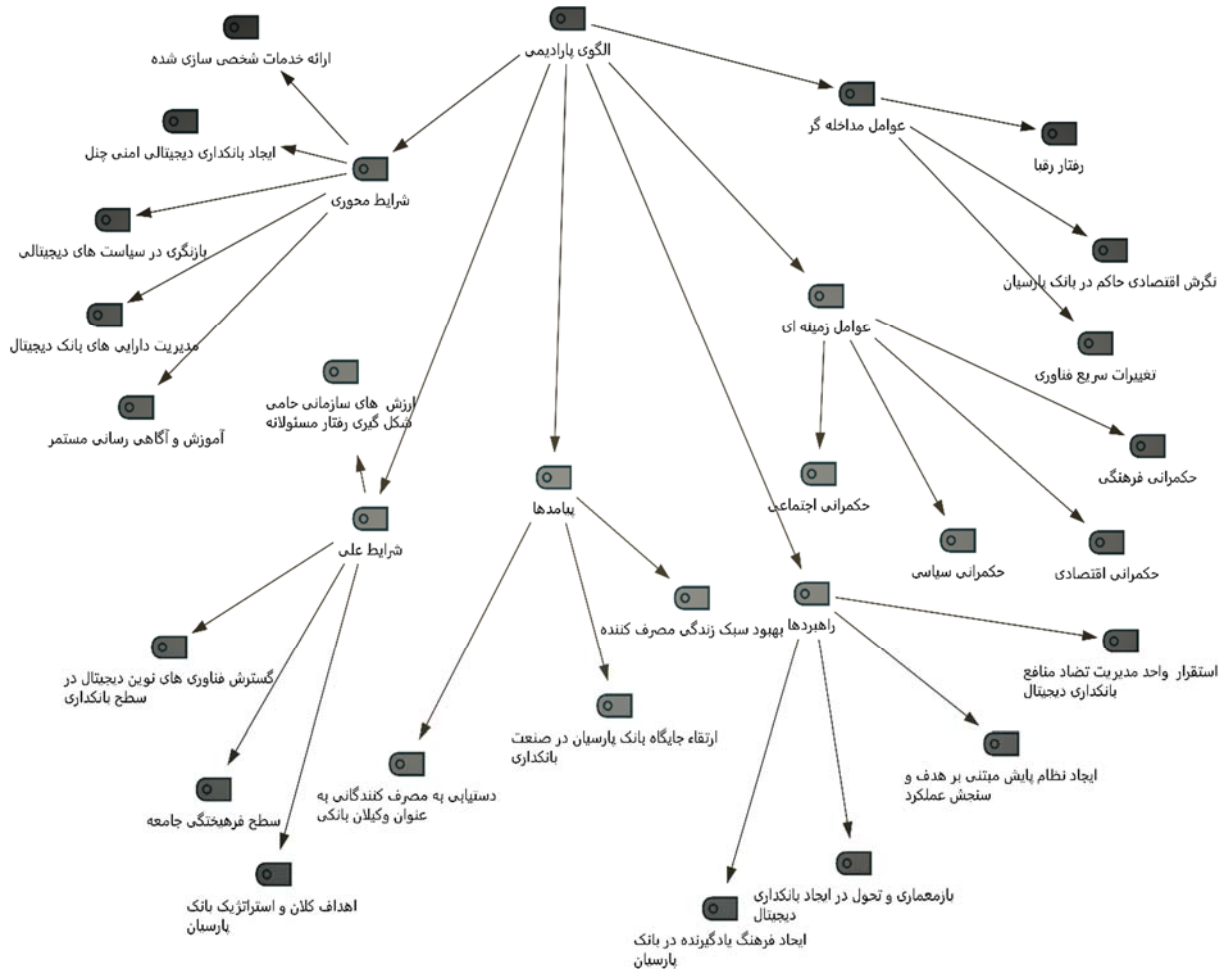 الگوی پارادیمی
ارائه خدمات شخصی سازی شده
عوامل مداخله گر
ایجاد بانکداری دیجیتالی امنی چنل
رفتار رقبا
شرایط محوری
بازنگری در سیاست های دیجیتالی
نگرش اقتصادی حاکم در بانک پارسیان
عوامل زمینه ای
مدیریت دارایی های بانک دیجیتال
تغییرات سریع فناوری
ارزش های سازمانی حامی
شکل گیری رفتار مسئولانه
آموزش و آگاهی رسانی مستمر
حکمرانی فرهنگی
حکمرانی اجتماعی
پیامدها
شرایط علی
حکمرانی سیاسی
حکمرانی اقتصادی
راهبردها
بهبود سبک زندگی مصرف کننده
استقرار واحد مدیریت تضاد منافع
بانکداری دیجیتال
گسترش فناوری های نوین دیجیتال در
سطح بانکداری
ارتقاء جایگاه بانک پارسیان در صنعت
بانکداری
ایجاد نظام پایش مبتنی بر هدف و
سنجش عملکرد
دستیابی به مصرف کنندگانی به
عنوان وکیلان بانکی
سطح فرهیختگی جامعه
بازمعماری و تحول در ایجاد بانکداری
دیجیتال
اهداف کلان و استراتژیک بانک
پارسیان
ایجاد فرهنگ یادگیرنده در بانک
پارسیان